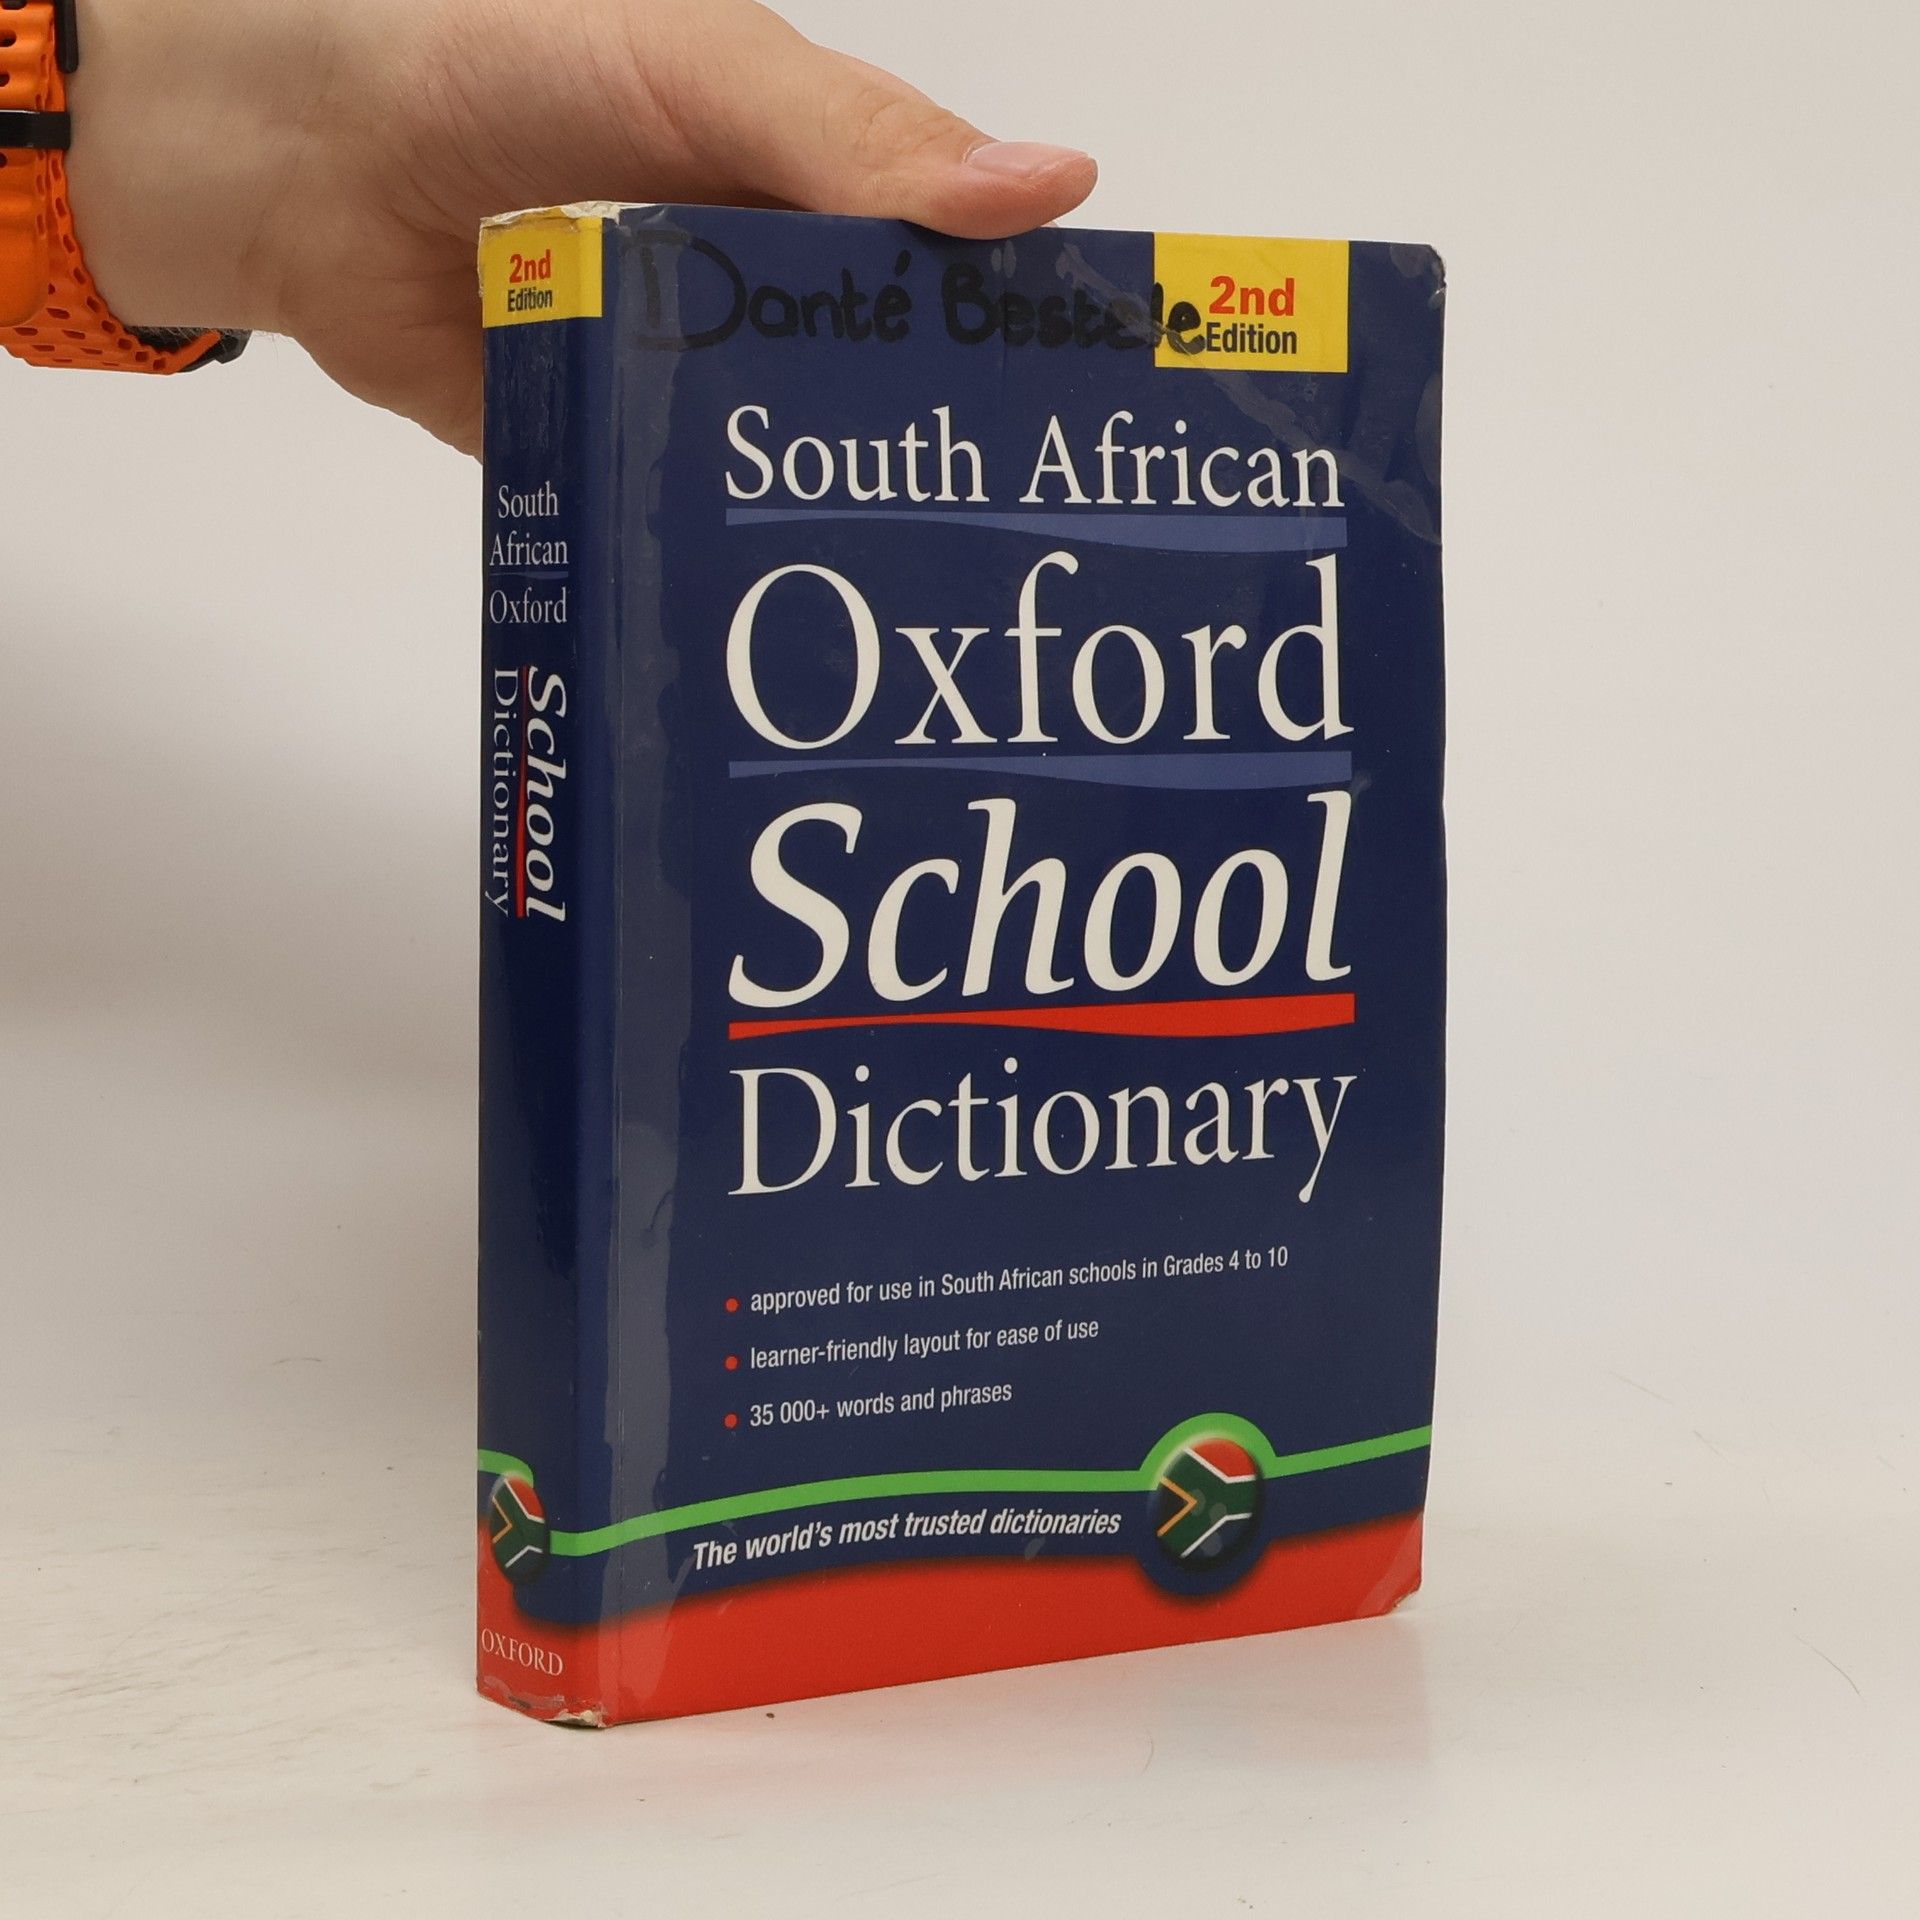 2nd
Edition
South
African
Oxford
School
Dictionary
OXFORD
Danté Bestele
2nd
Edition
South African
Oxford
School
Dictionary
approved for use in South African schools in Grades 4 to 10
learner-friendly layout for ease of use
35 000+ words and phrases
The world's most trusted dictionaries